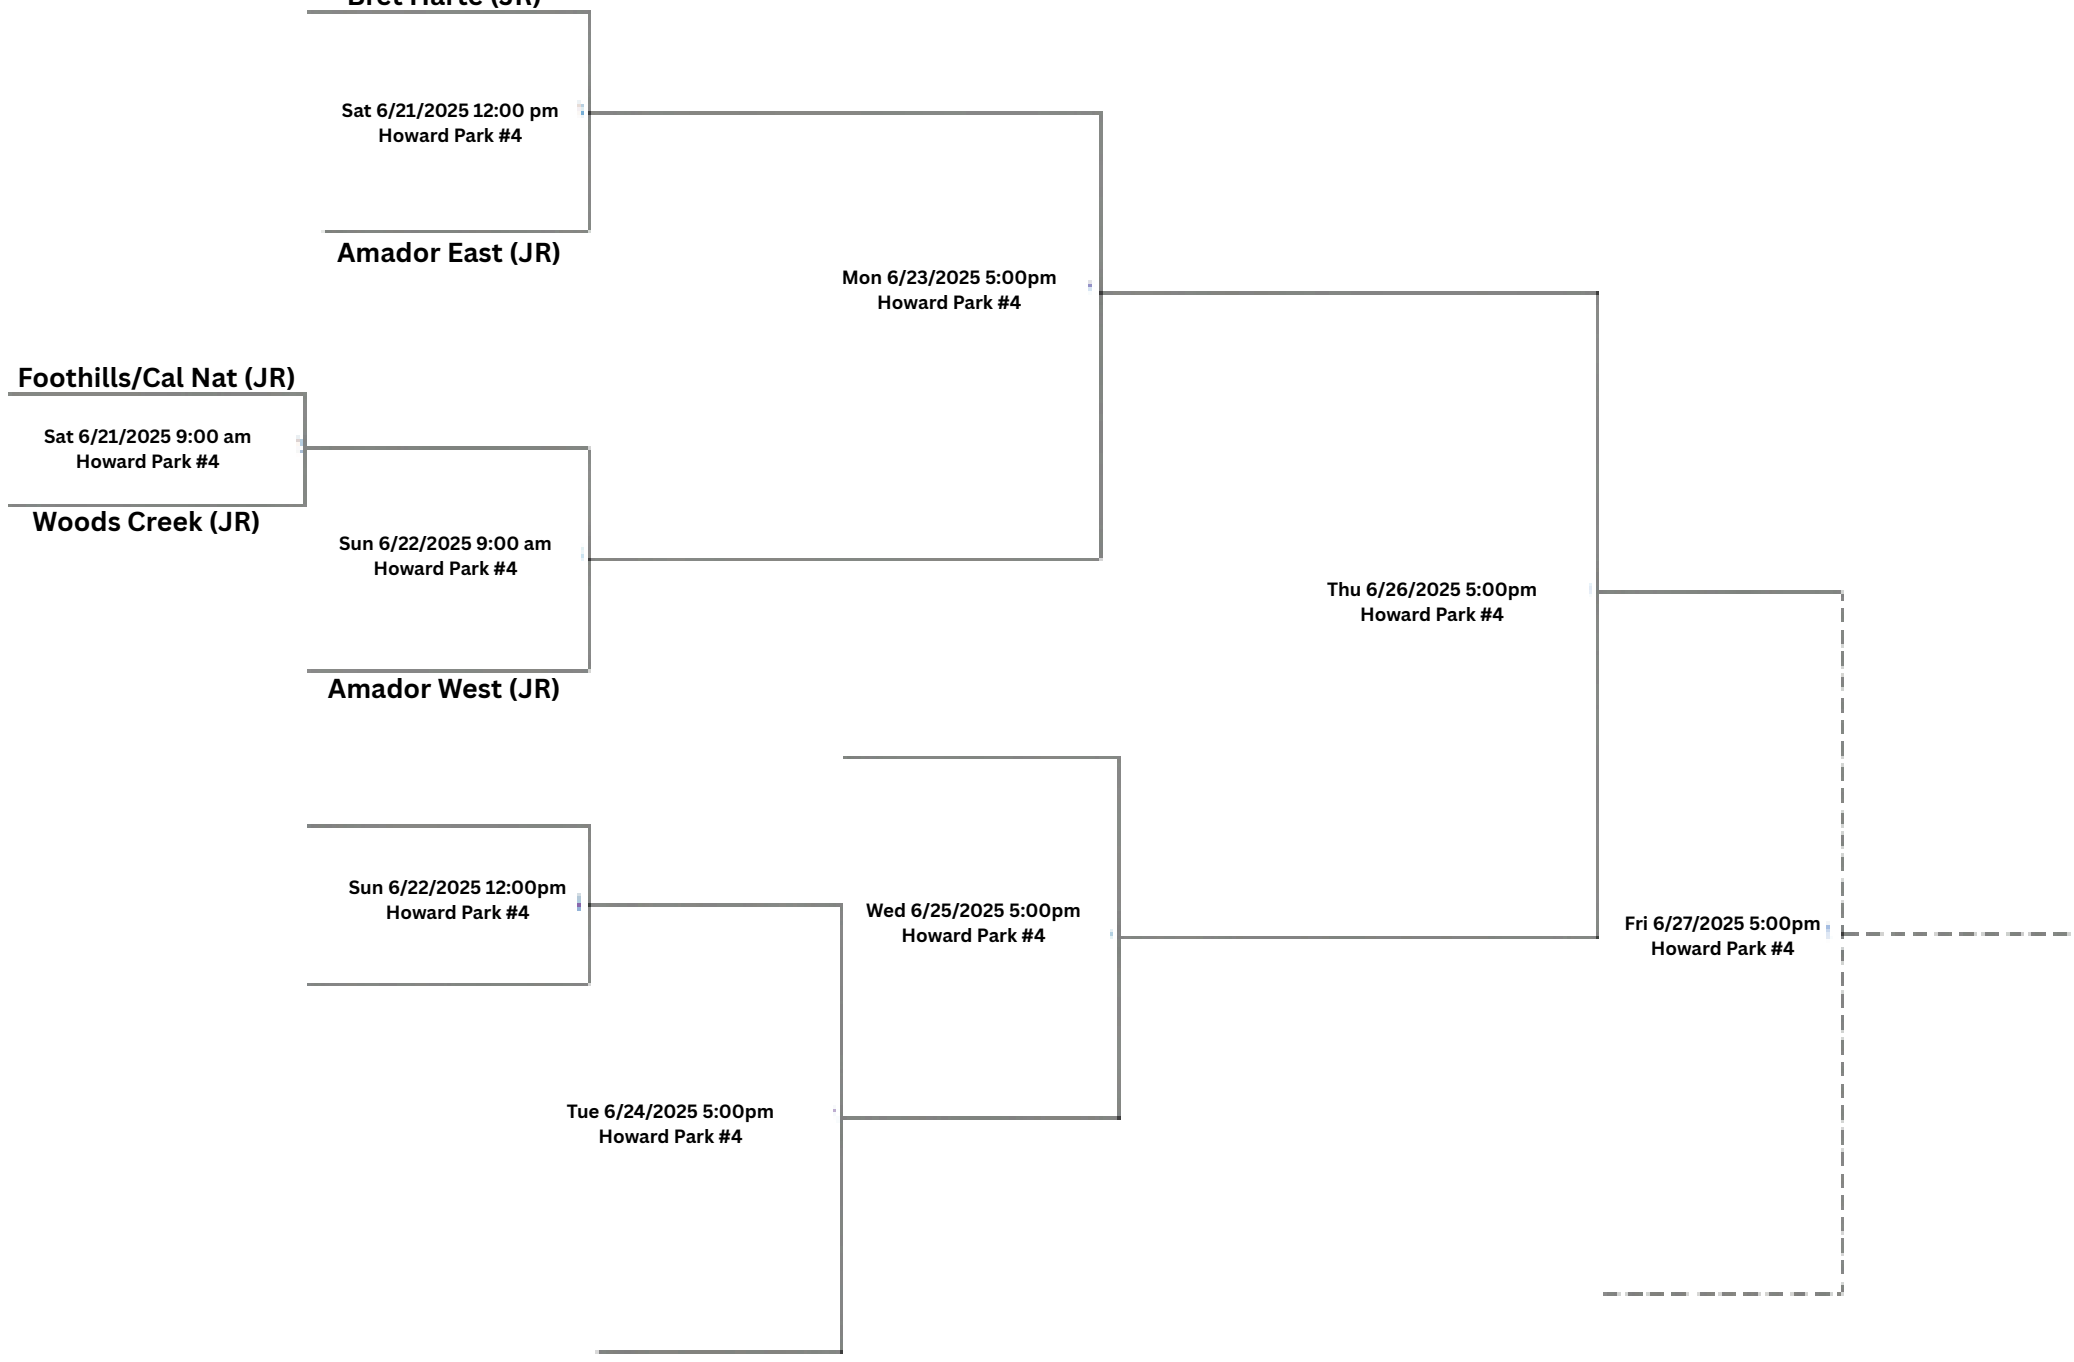 Bret Harte (JR)
Sat 6/21/2025 12:00 pm
Howard Park #4
Amador East (JR)
Mon 6/23/2025 5:00pm
Howard Park #4
Foothills/Cal Nat (JR)
Sat 6/21/2025 9:00 am
Howard Park #4
Woods Creek (JR)
Sun 6/22/2025 9:00 am
Howard Park #4
Thu 6/26/2025 5:00pm
Howard Park #4
Amador West (JR)
Sun 6/22/2025 12:00pm
Howard Park #4
Wed 6/25/2025 5:00pm
Howard Park #4
Fri 6/27/2025 5:00pm
Howard Park #4
Tue 6/24/2025 5:00pm
Howard Park #4